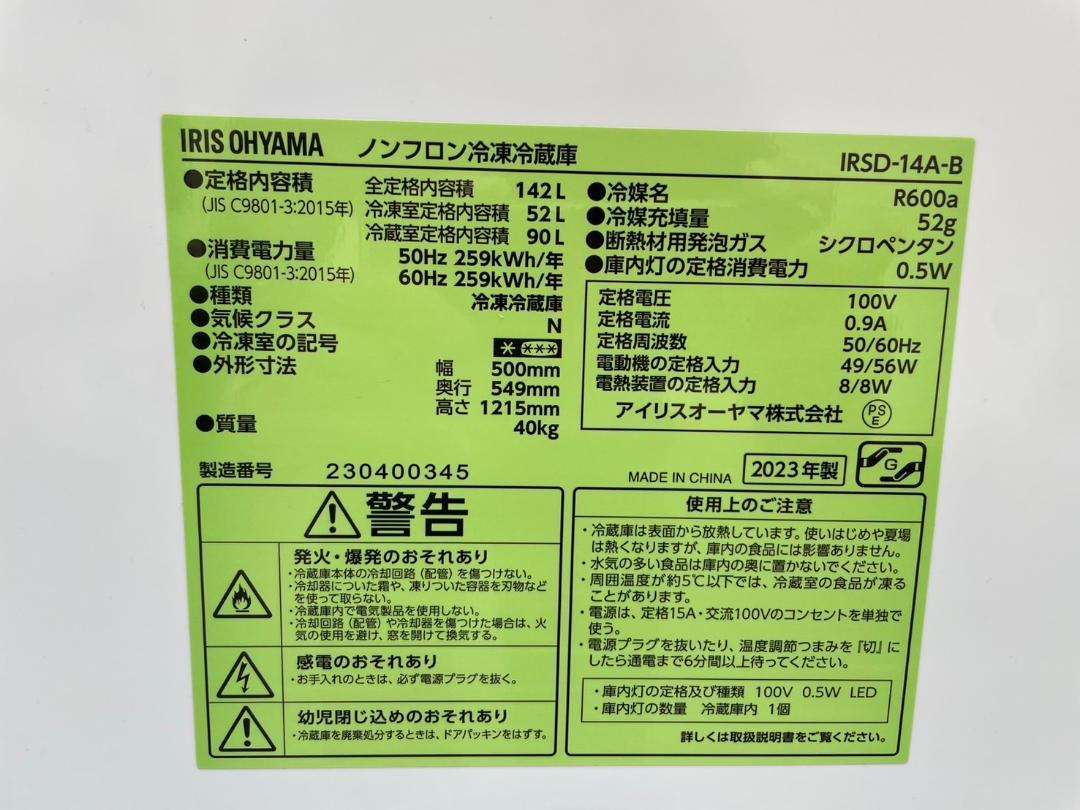 IRIS OHYAMA ノンフロン冷凍冷蔵庫 IRSD-14A-B
●定格内容積 全定格内容積 142L
(JIS C9801-3:2015年) 冷凍室定格内容積 52L
冷蔵室定格内容積 90L
●消費電力量 50Hz 259kWh/年
(JIS C9801-3:2015年) 60Hz 259kWh/年
●種類 冷凍冷蔵庫
●気候クラス N
●冷凍室の記号 * ***
●外形寸法 幅 500mm
奥行 549mm
高さ 1215mm
●質量 40kg
●冷媒名 R600a
●冷媒充填量 52g
●断熱材用発泡ガス シクロペンタン
●庫内灯の定格消費電力 0.5W
定格電圧 100V
定格電流 0.9A
定格周波数 50/60Hz
電動機の定格入力 49/56W
電熱装置の定格入力 8/8W
アイリスオーヤマ株式会社 PSE
製造番号 230400345
MADE IN CHINA 2023年製 G
警告
発火・爆発のおそれあり
・冷蔵庫本体の冷却回路(配管)を傷つけない。
・冷却器についた霜や、凍りついた容器を刃物など
を使って取らない。
・冷蔵庫内で電気製品を使用しない。
・冷却回路(配管)や冷却器を傷つけた場合は、火
気の使用を避け、窓を開けて換気する。
感電のおそれあり
・お手入れのときは、必ず電源プラグを抜く。
幼児閉じ込めのおそれあり
・冷蔵庫を廃棄処分するときは、ドアパッキンをはずす。
使用上のご注意
・冷蔵庫は表面から放熱しています。使いはじめや夏場
は熱くなりますが、庫内の食品には影響ありません。
・水気の多い食品は庫内の奥に置かないでください。
・周囲温度が約5℃以下では、冷蔵室の食品が凍る
ことがあります。
・電源は、定格15A・交流100Vのコンセントを単独で
使う。
・電源プラグを抜いたり、温度調節つまみを『切』に
したら通電まで6分間以上待ってください。
・庫内灯の定格及び種類 100V 0.5W LED
・庫内灯の数量 冷蔵庫内 1個
詳しくは取扱説明書をご覧ください。